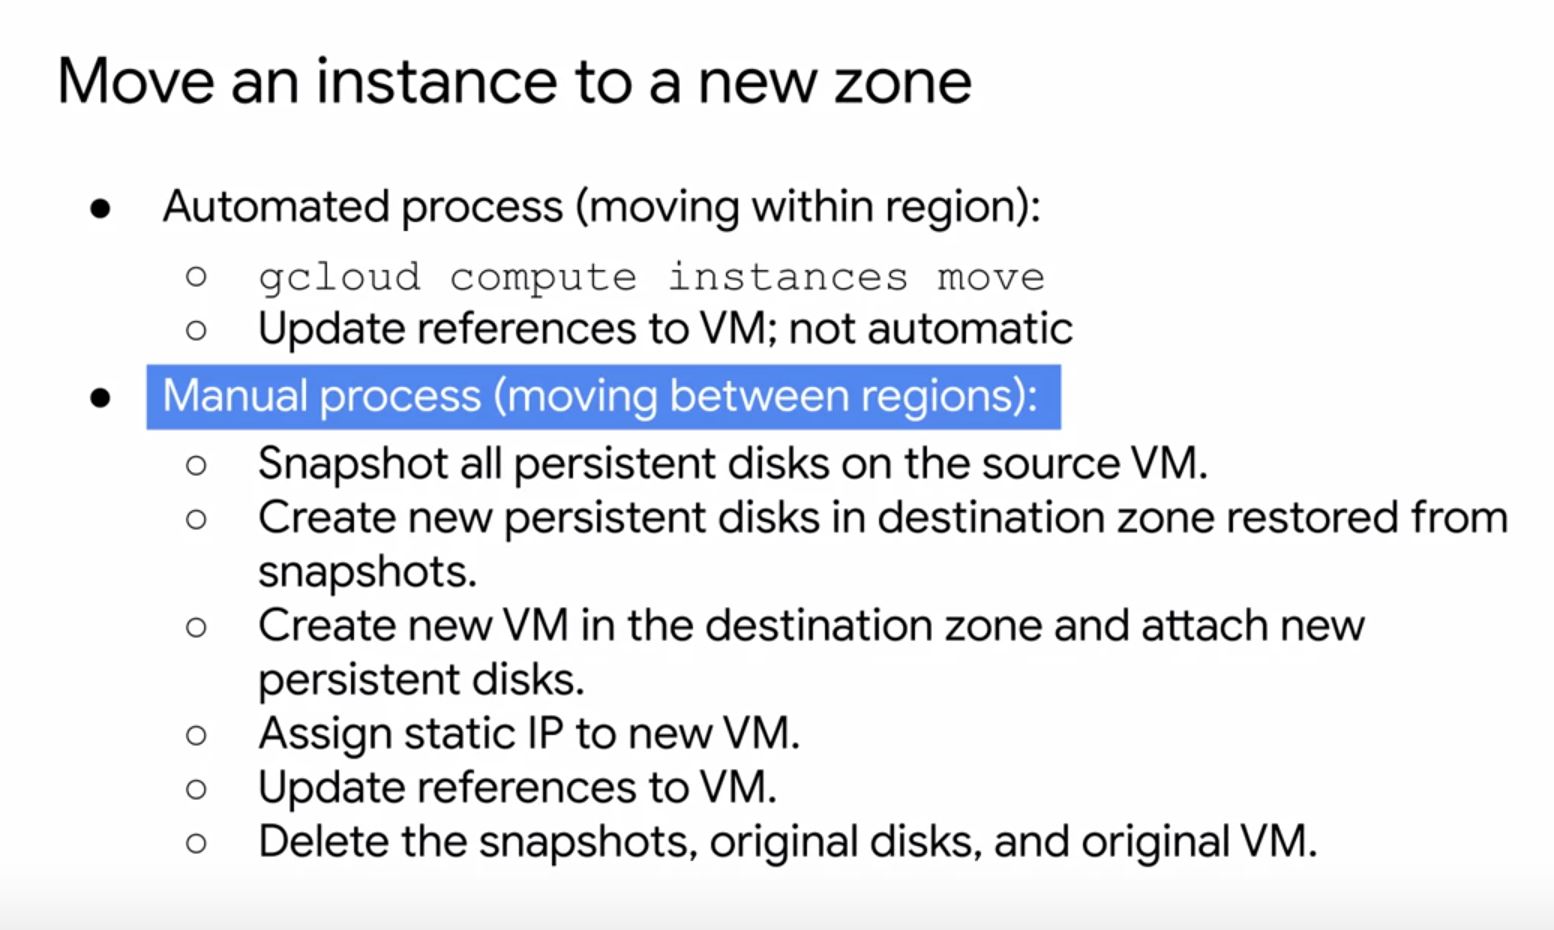 Move an instance to a new zone
● Automated process (moving within region):
○ gcloud compute instances move
○ Update references to VM; not automatic
● Manual process (moving between regions):
○ Snapshot all persistent disks on the source VM.
○ Create new persistent disks in destination zone restored from
snapshots.
○ Create new VM in the destination zone and attach new
persistent disks.
○ Assign static IP to new VM.
○ Update references to VM.
○ Delete the snapshots, original disks, and original VM.